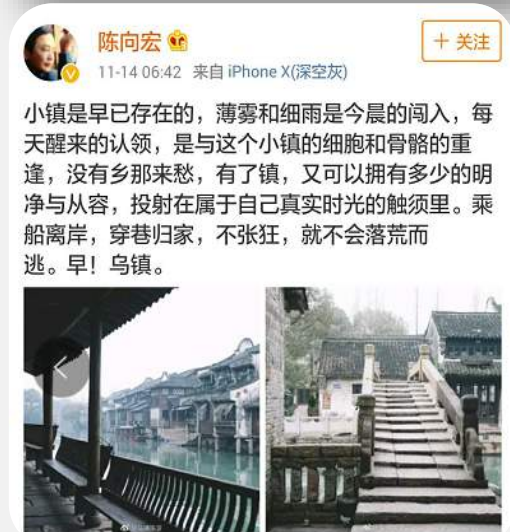 陈向宏
+ 关注
11-14 06:42 来自 iPhone X(深空灰)
小镇是早已存在的，薄雾和细雨是今晨的闯入，每
天醒来的认领，是与这个小镇的细胞和骨骼的重
逢，没有乡那来愁，有了镇，又可以拥有多少的明
净与从容，投射在属于自己真实时光的触须里。乘
船离岸，穿巷归家，不张狂，就不会落荒而
逃。早！乌镇。